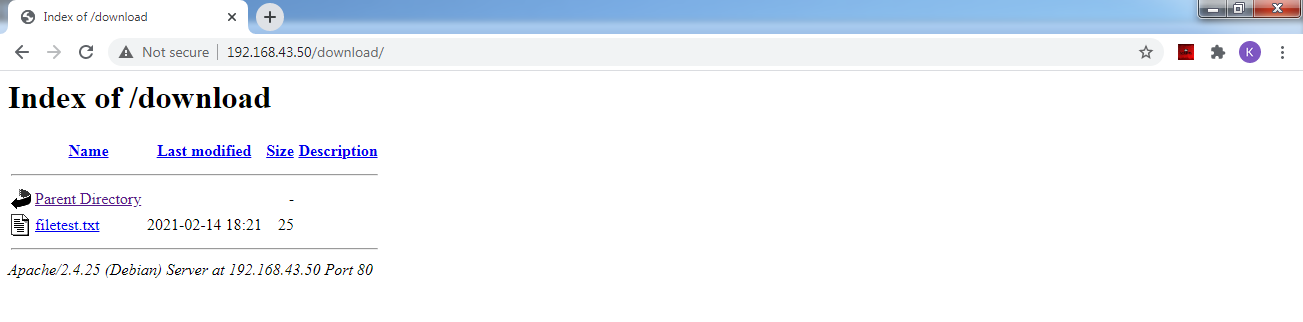 Index of /download
Not secure 192.168.43.50/download/
K
Index of /download
Name Last modified Size Description
Parent Directory -
filetest.txt 2021-02-14 18:21 25
Apache/2.4.25 (Debian) Server at 192.168.43.50 Port 80